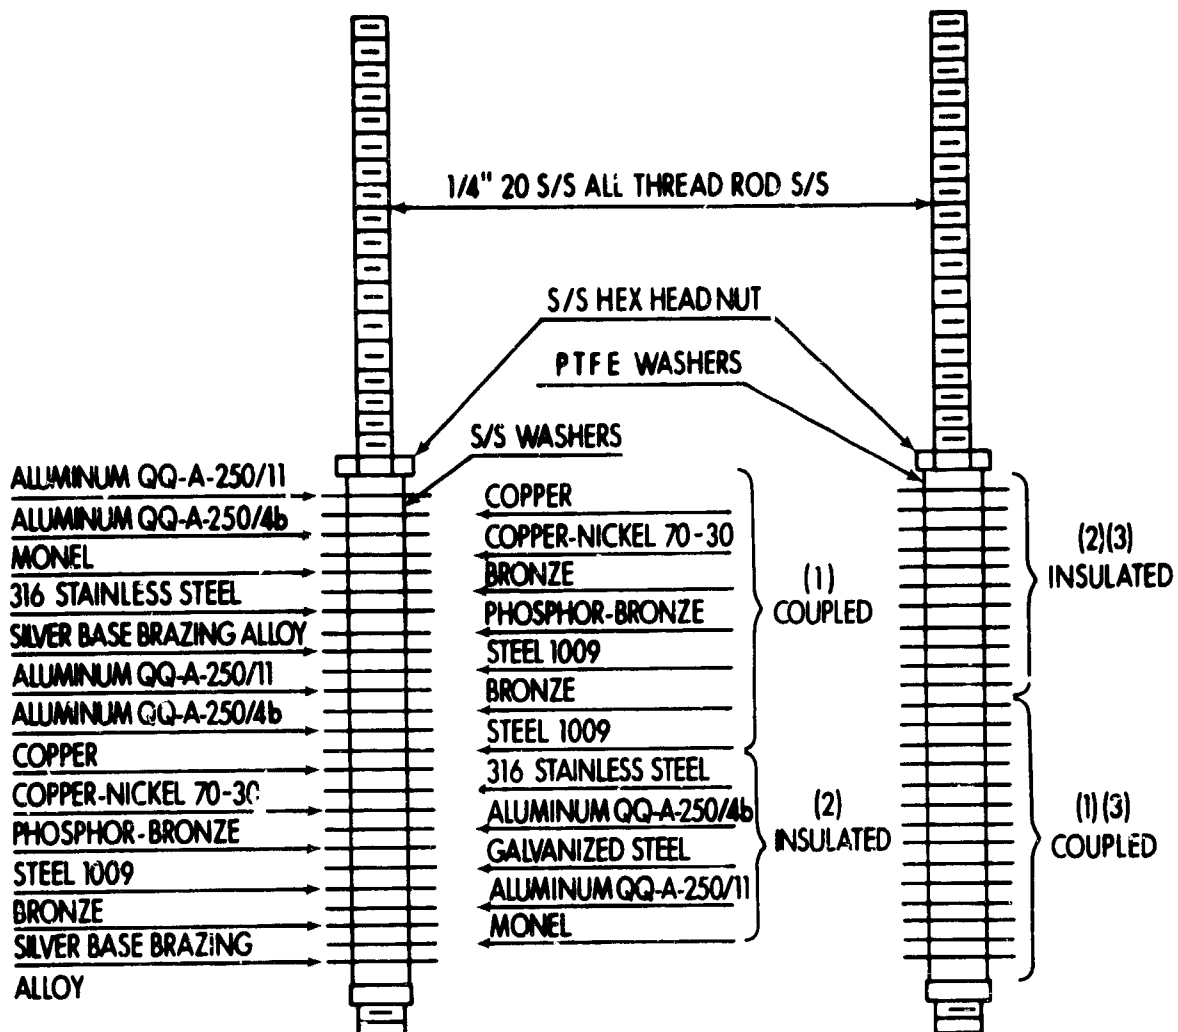 1/4" 20 S/S ALL THREAD ROD S/S
S/S HEX HEAD NUT
PTFE WASHERS
S/S WASHERS
ALUMINUM QQ-A-250/11
ALUMINUM QQ-A-250/4b
MONEL
316 STAINLESS STEEL
SILVER BASE BRAZING ALLOY
ALUMINUM QQ-A-250/11
ALUMINUM QQ-A-250/4b
COPPER
COPPER-NICKEL 70-30
PHOSPHOR-BRONZE
STEEL 1009
BRONZE
SILVER BASE BRAZING
ALLOY
COPPER
COPPER-NICKEL 70-30
BRONZE
PHOSPHOR-BRONZE
STEEL 1009
BRONZE
STEEL 1009
316 STAINLESS STEEL
ALUMINUM QQ-A-250/4b
GALVANIZED STEEL
ALUMINUM QQ-A-250/11
MONEL
(1)
COUPLED
(2)
INSULATED
(2)(3)
INSULATED
(1)(3)
COUPLED